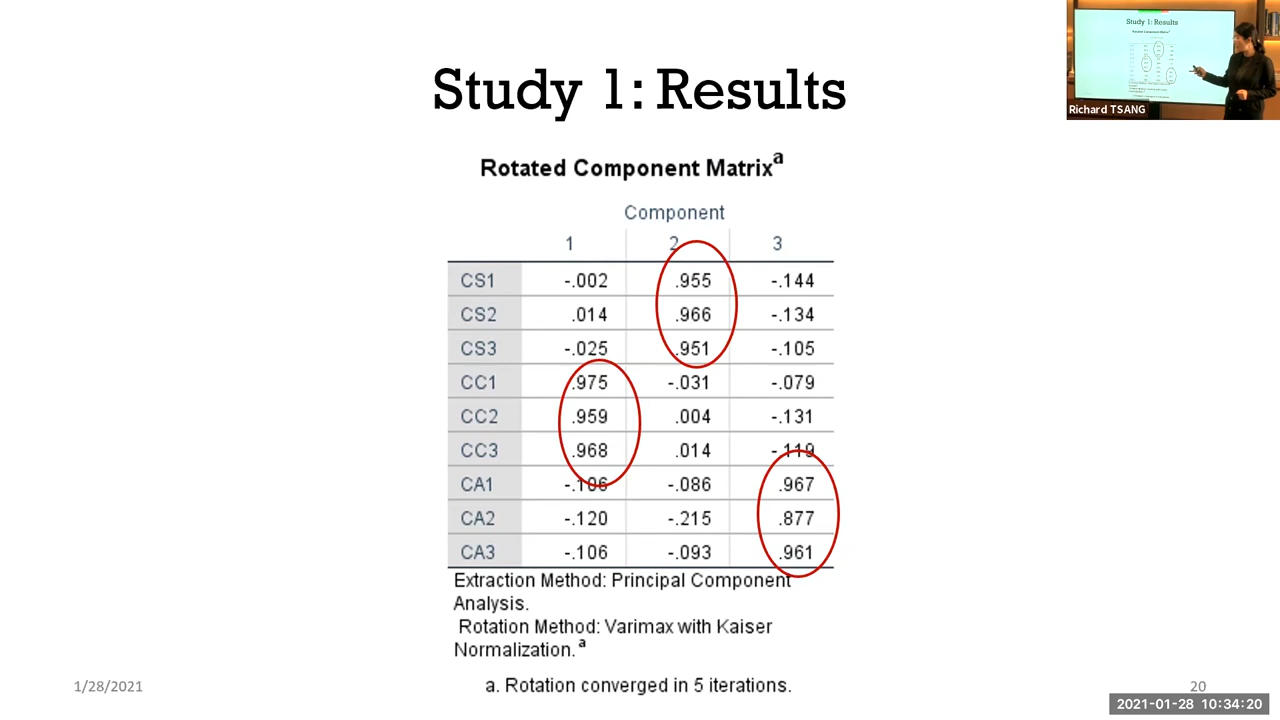 Study 1: Results
Richard TSANG
Study 1: Results
Rotated Component Matrix a
Component
1 2 3
CS1 -.002 .955 -.144
CS2 .014 .966 -.134
CS3 -.025 .951 -.105
CC1 .975 -.031 -.079
CC2 .959 .004 -.131
CC3 .968 .014 -.119
CA1 -.106 -.086 .967
CA2 -.120 -.215 .877
CA3 -.106 -.093 .961
Extraction Method: Principal Component
Analysis.
Rotation Method: Varimax with Kaiser
Normalization. a
a. Rotation converged in 5 iterations.
1/28/2021
20
2021-01-28 10:34:20